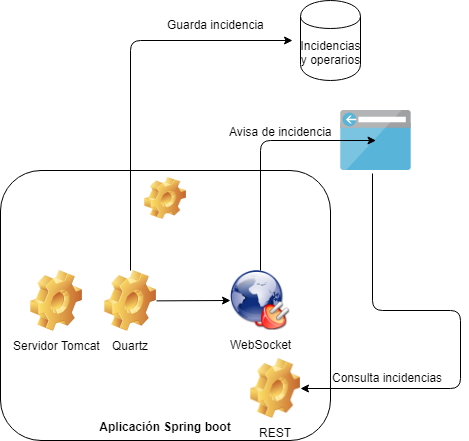 Guarda incidencia
Incidencias
y operarios
Avisa de incidencia
Servidor Tomcat
Quartz
WebSocket
Consulta incidencias
REST
Aplicación Spring boot